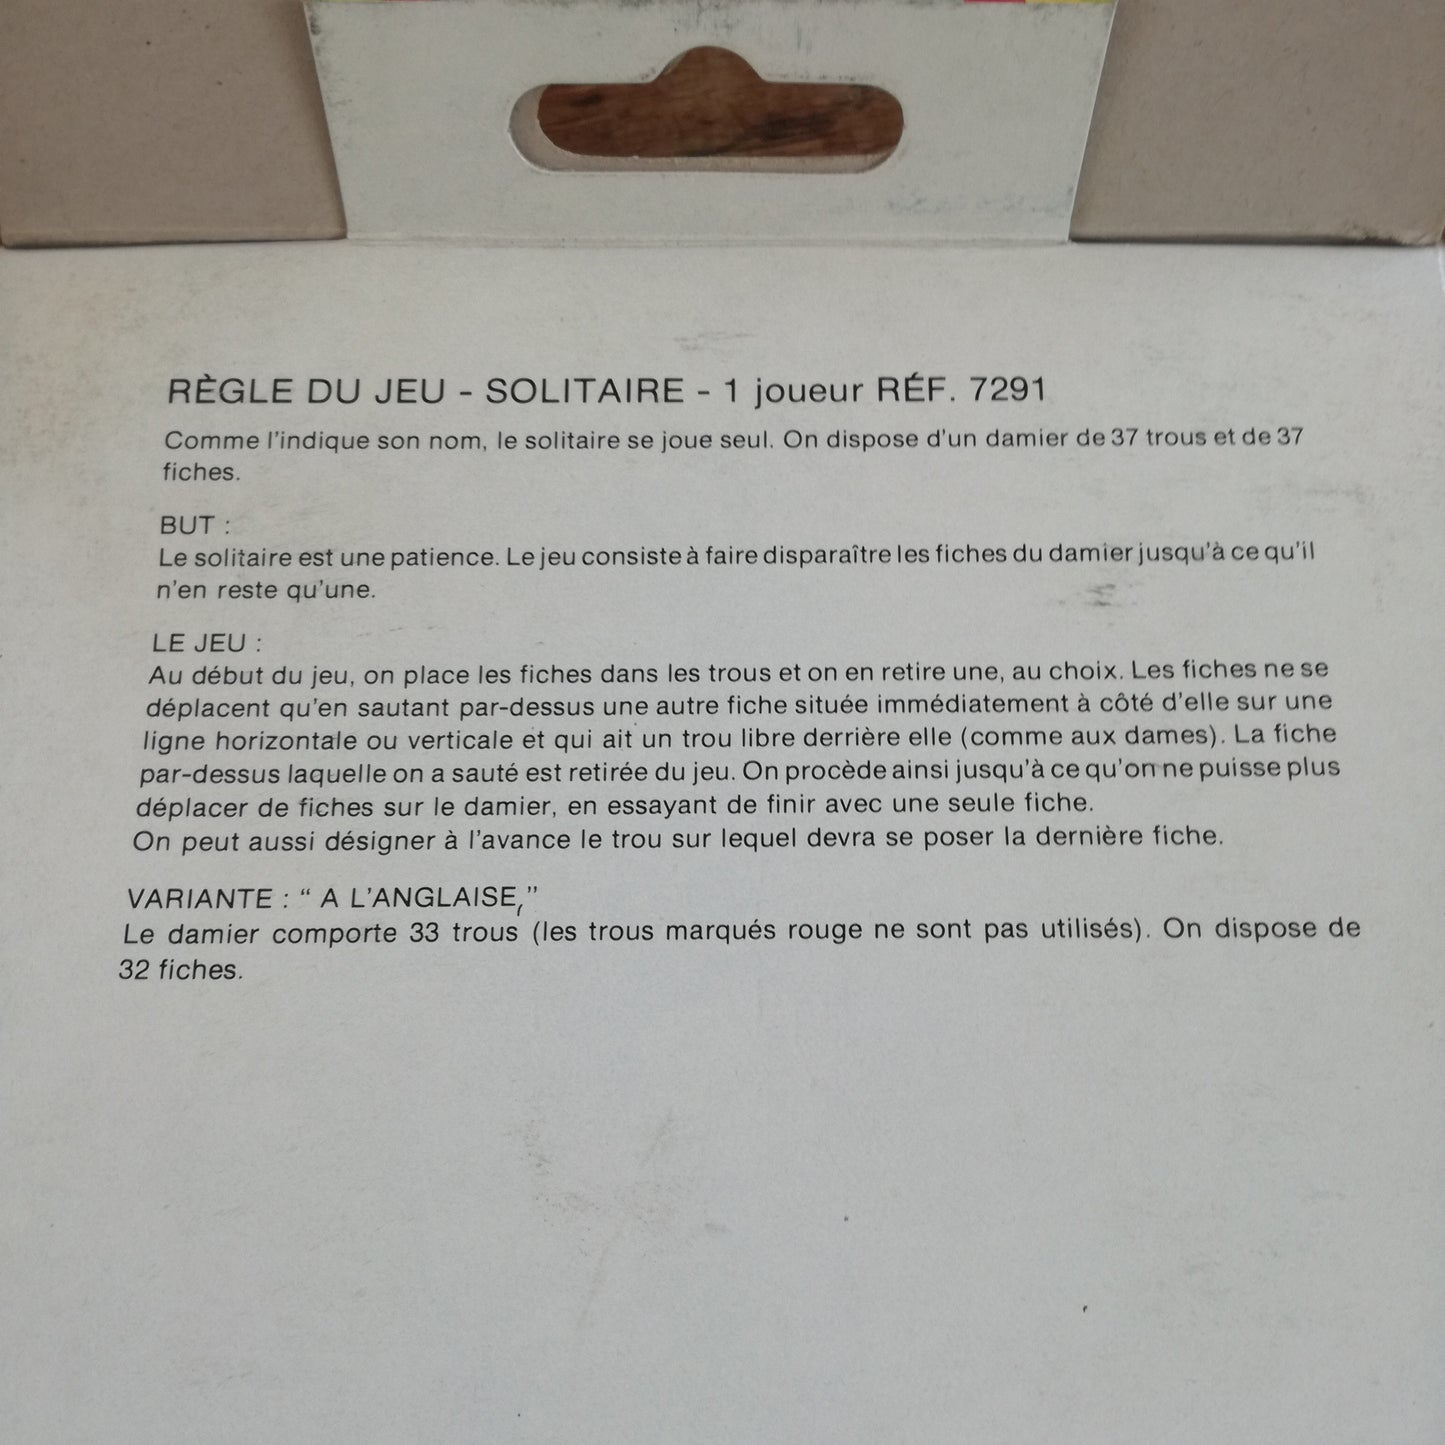 RÈGLE DU JEU - SOLITAIRE - 1 joueur RÉF. 7291
Comme l'indique son nom, le solitaire se joue seul. On dispose d'un damier de 37 trous et de 37
fiches.
BUT :
Le solitaire est une patience. Le jeu consiste à faire disparaître les fiches du damier jusqu'à ce qu'il
n'en reste qu'une.
LE JEU :
Au début du jeu, on place les fiches dans les trous et on en retire une, au choix. Les fiches ne se
déplacent qu'en sautant par-dessus une autre fiche située immédiatement à côté d'elle sur une
ligne horizontale ou verticale et qui ait un trou libre derrière elle (comme aux dames). La fiche
par-dessus laquelle on a sauté est retirée du jeu. On procède ainsi jusqu'à ce qu'on ne puisse plus
déplacer de fiches sur le damier, en essayant de finir avec une seule fiche.
On peut aussi désigner à l'avance le trou sur lequel devra se poser la dernière fiche.
VARIANTE : “ A L'ANGLAISE,”
Le damier comporte 33 trous (les trous marqués rouge ne sont pas utilisés). On dispose de
32 fiches.